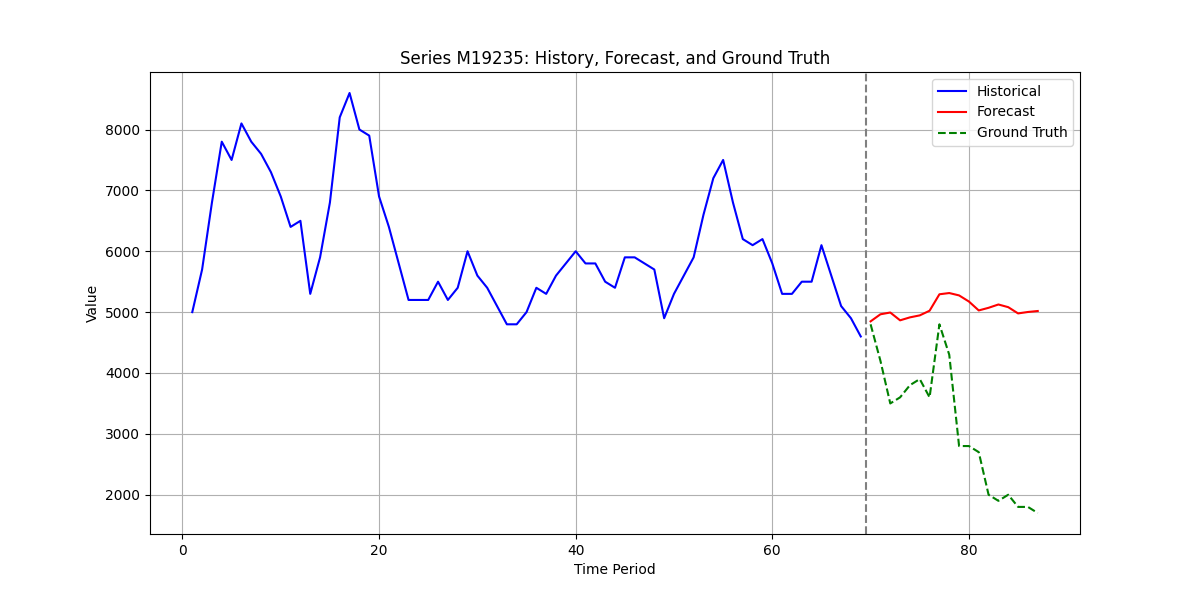 Series M19235: History, Forecast, and Ground Truth
Historical
Forecast
Ground Truth
Value
8000
7000
6000
5000
4000
3000
2000
0
20
40
60
80
Time Period